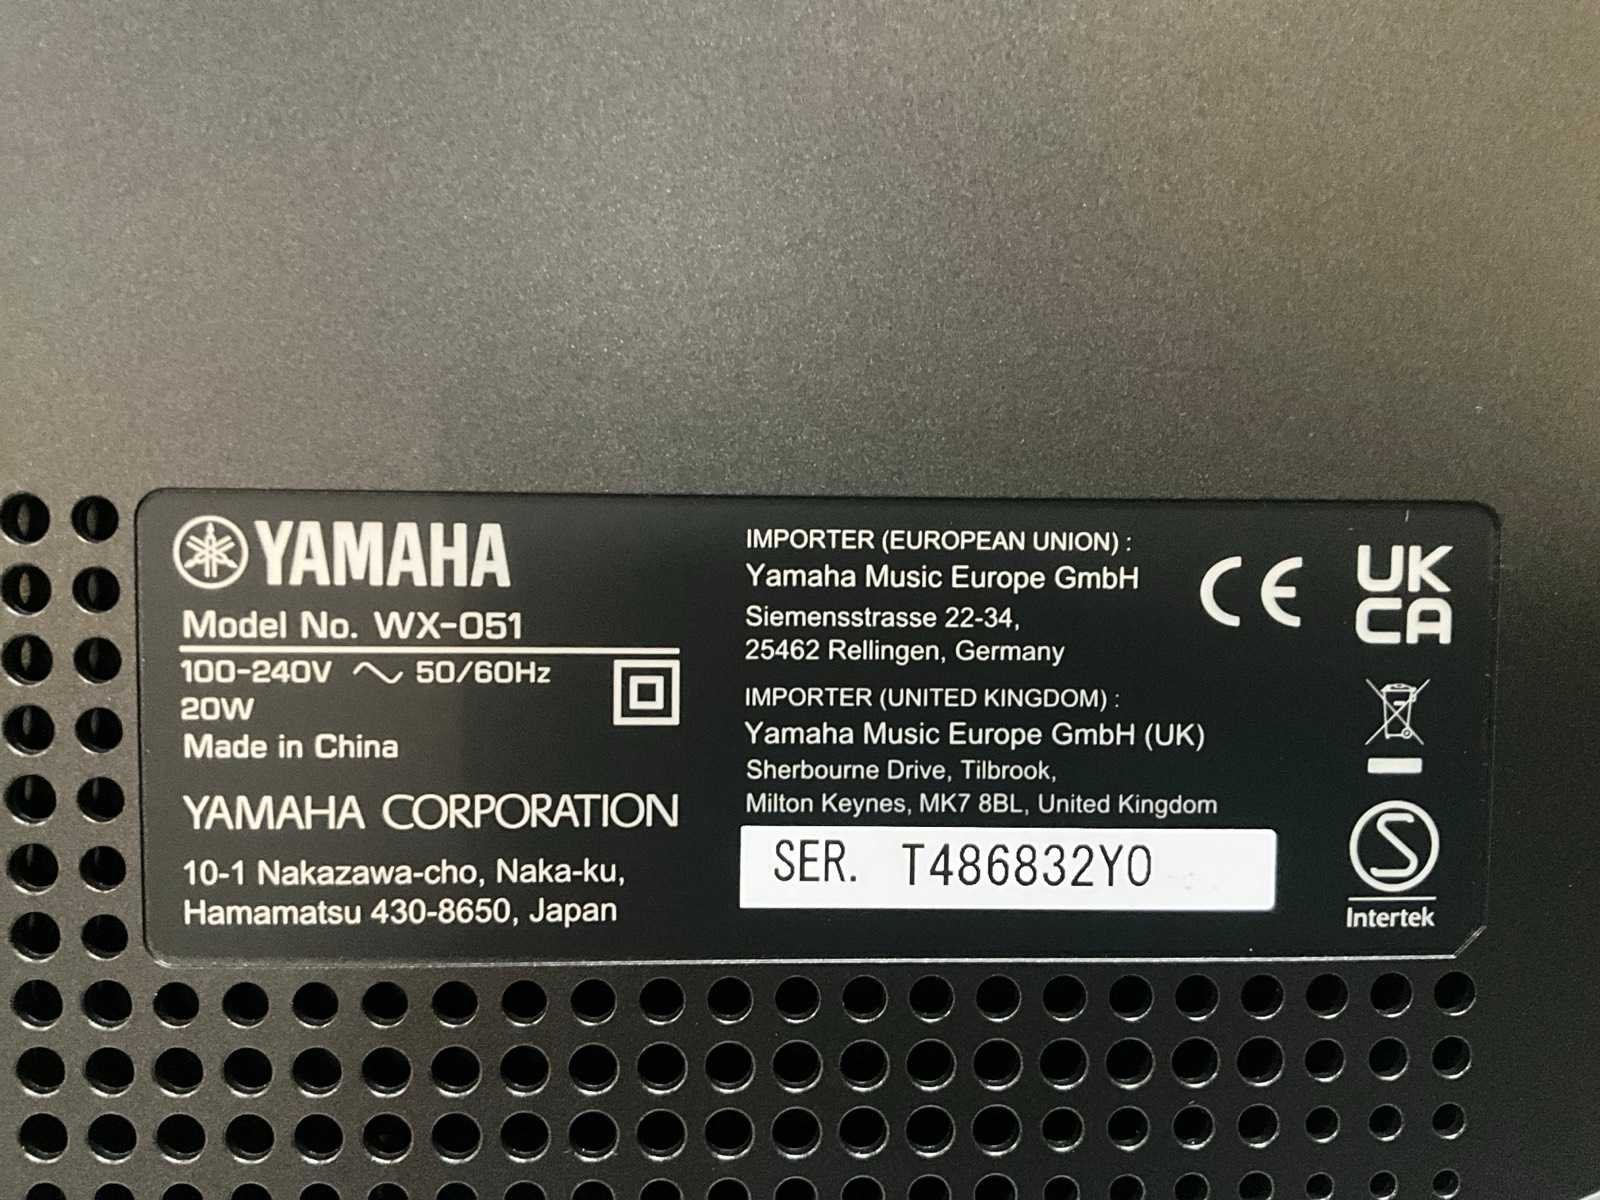 YAMAHA
Model No. WX-051
100-240V ~ 50/60Hz
20W
Made in China
YAMAHA CORPORATION
10-1 Nakazawa-cho, Naka-ku,
Hamamatsu 430-8650, Japan
IMPORTER (EUROPEAN UNION) :
Yamaha Music Europe GmbH
Siemensstrasse 22-34,
25462 Rellingen, Germany
IMPORTER (UNITED KINGDOM) :
Yamaha Music Europe GmbH (UK)
Sherbourne Drive, Tilbrook,
Milton Keynes, MK7 8BL, United Kingdom
SER. T486832Y0
CE
UK
CA
S
Intertek